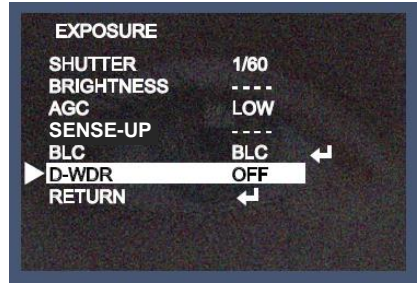 EXPOSURE
SHUTTER 1/60
BRIGHTNESS ----
AGC LOW
SENSE-UP ----
BLC BLC ↵
D-WDR OFF
RETURN ↵